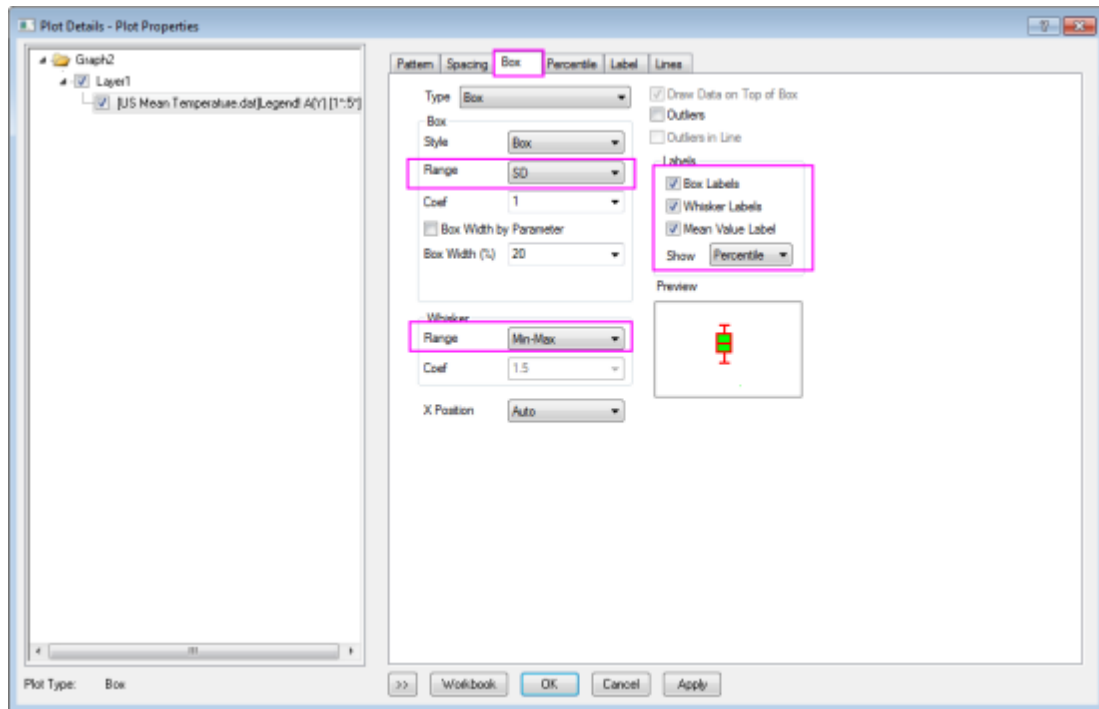 Plot Details - Plot Properties
Graph2
Layer1
[US Mean Temperature.dat]Legend! A(Y) [1*:5*]
Pattern Spacing Box Percentile Label Lines
Type Box
Draw Data on Top of Box
Box
Outliers
Style Box
Outliers in Line
Range SD
Labels
Box Labels
Coef 1
Whisker Labels
Box Width by Parameter
Mean Value Label
Box Width (%) 20
Show Percentile
Preview
Whisker
Range Min-Max
Coef 1.5
X Position Auto
Plot Type: Box
>> Workbook OK Cancel Apply